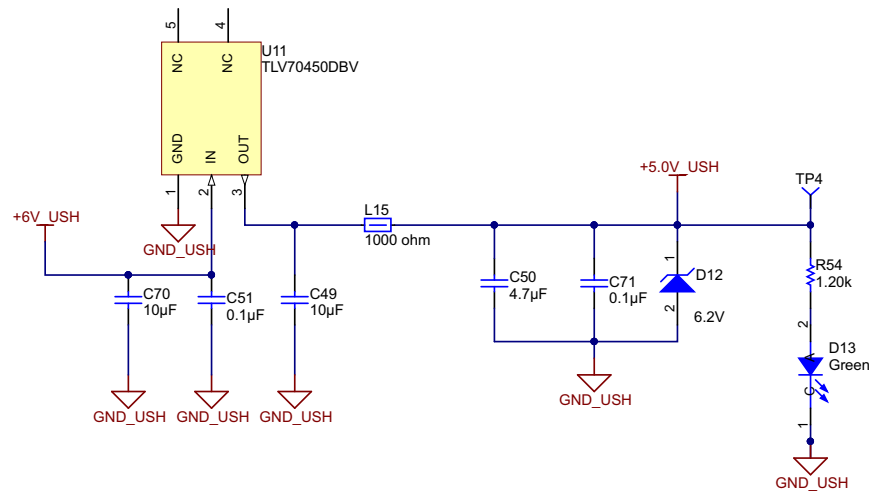 5
4
NC
NC
U11
TLV70450DBV
GND
IN
OUT
1
2
3
+6V_USH
GND_USH
L15
1000 ohm
+5.0V_USH
TP4
C70
10µF
C51
0.1µF
C49
10µF
C50
4.7µF
C71
0.1µF
1
D12
2
6.2V
R54
1.20k
2
D13
Green
A
C
1
GND_USH
GND_USH
GND_USH
GND_USH
GND_USH